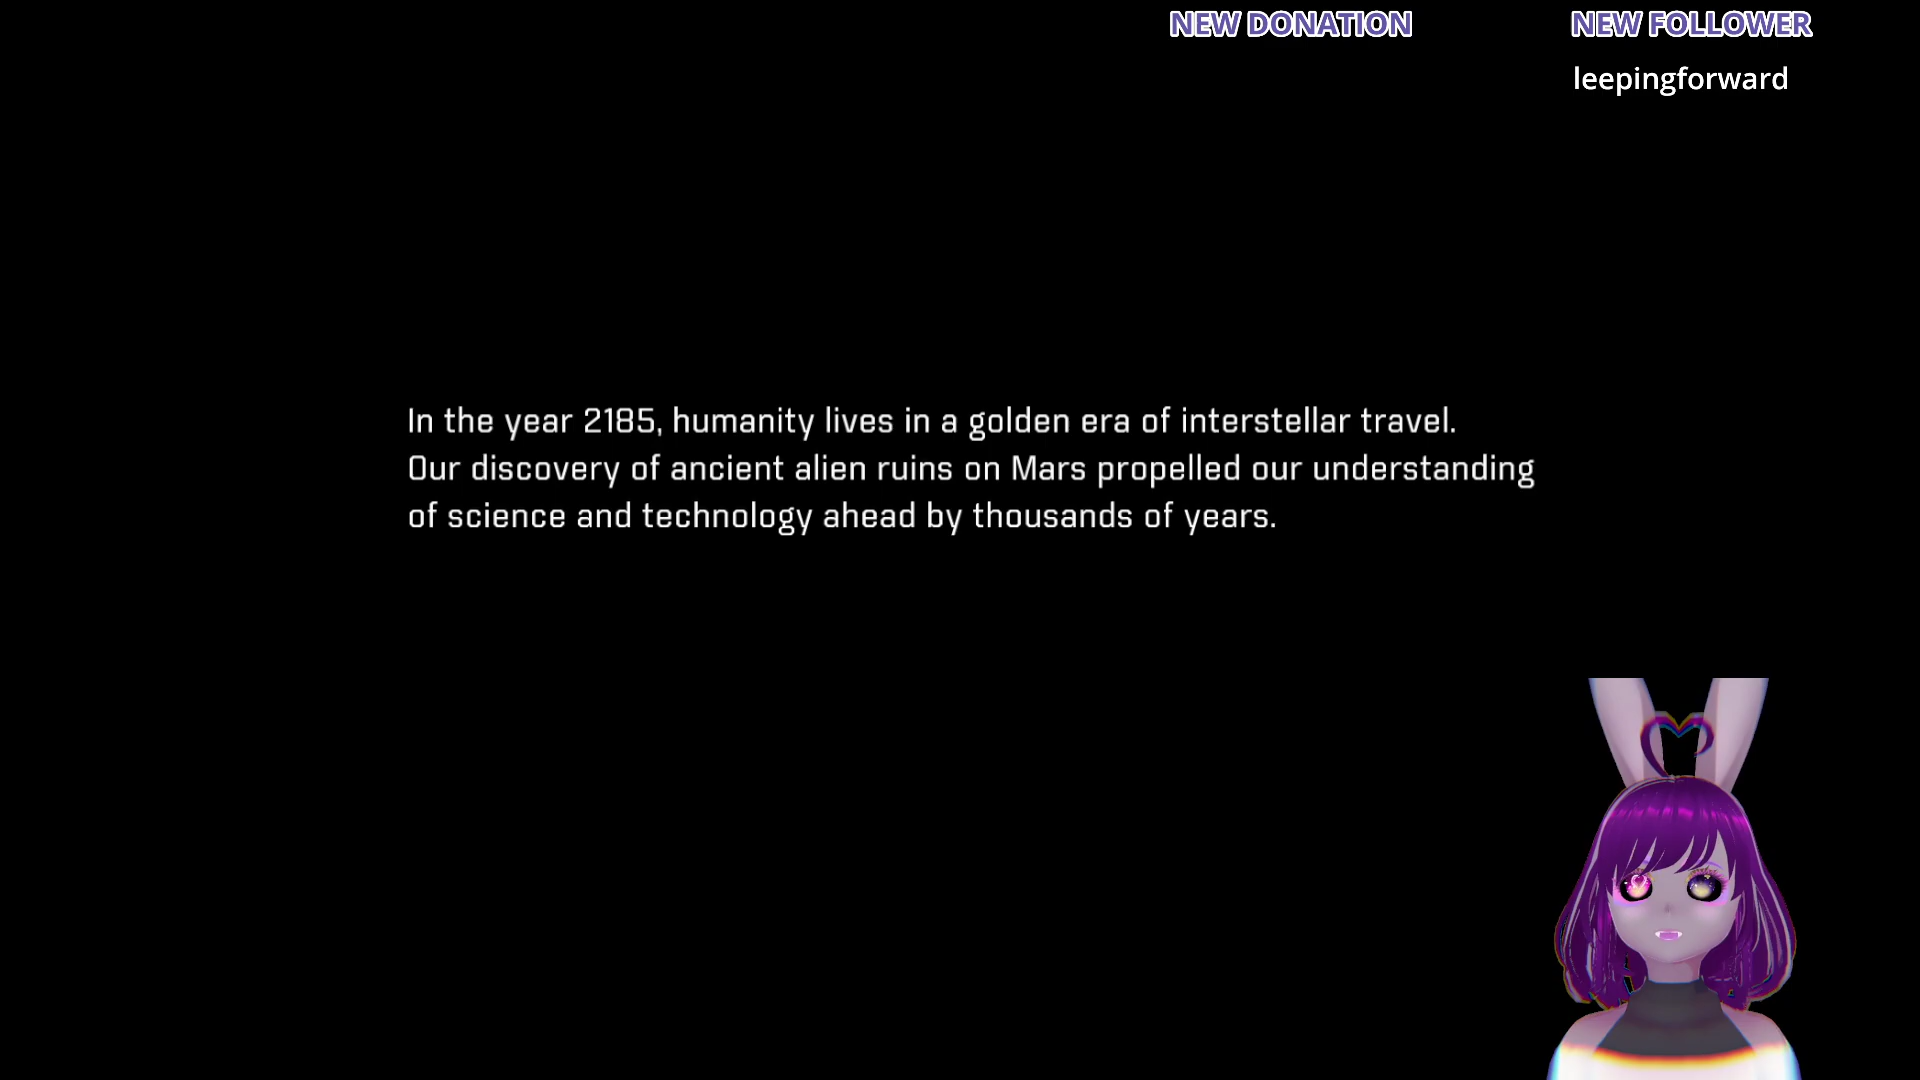 NEW DONATION
NEW FOLLOWER
leepingforward
In the year 2185, humanity lives in a golden era of interstellar travel.
Our discovery of ancient alien ruins on Mars propelled our understanding
of science and technology ahead by thousands of years.